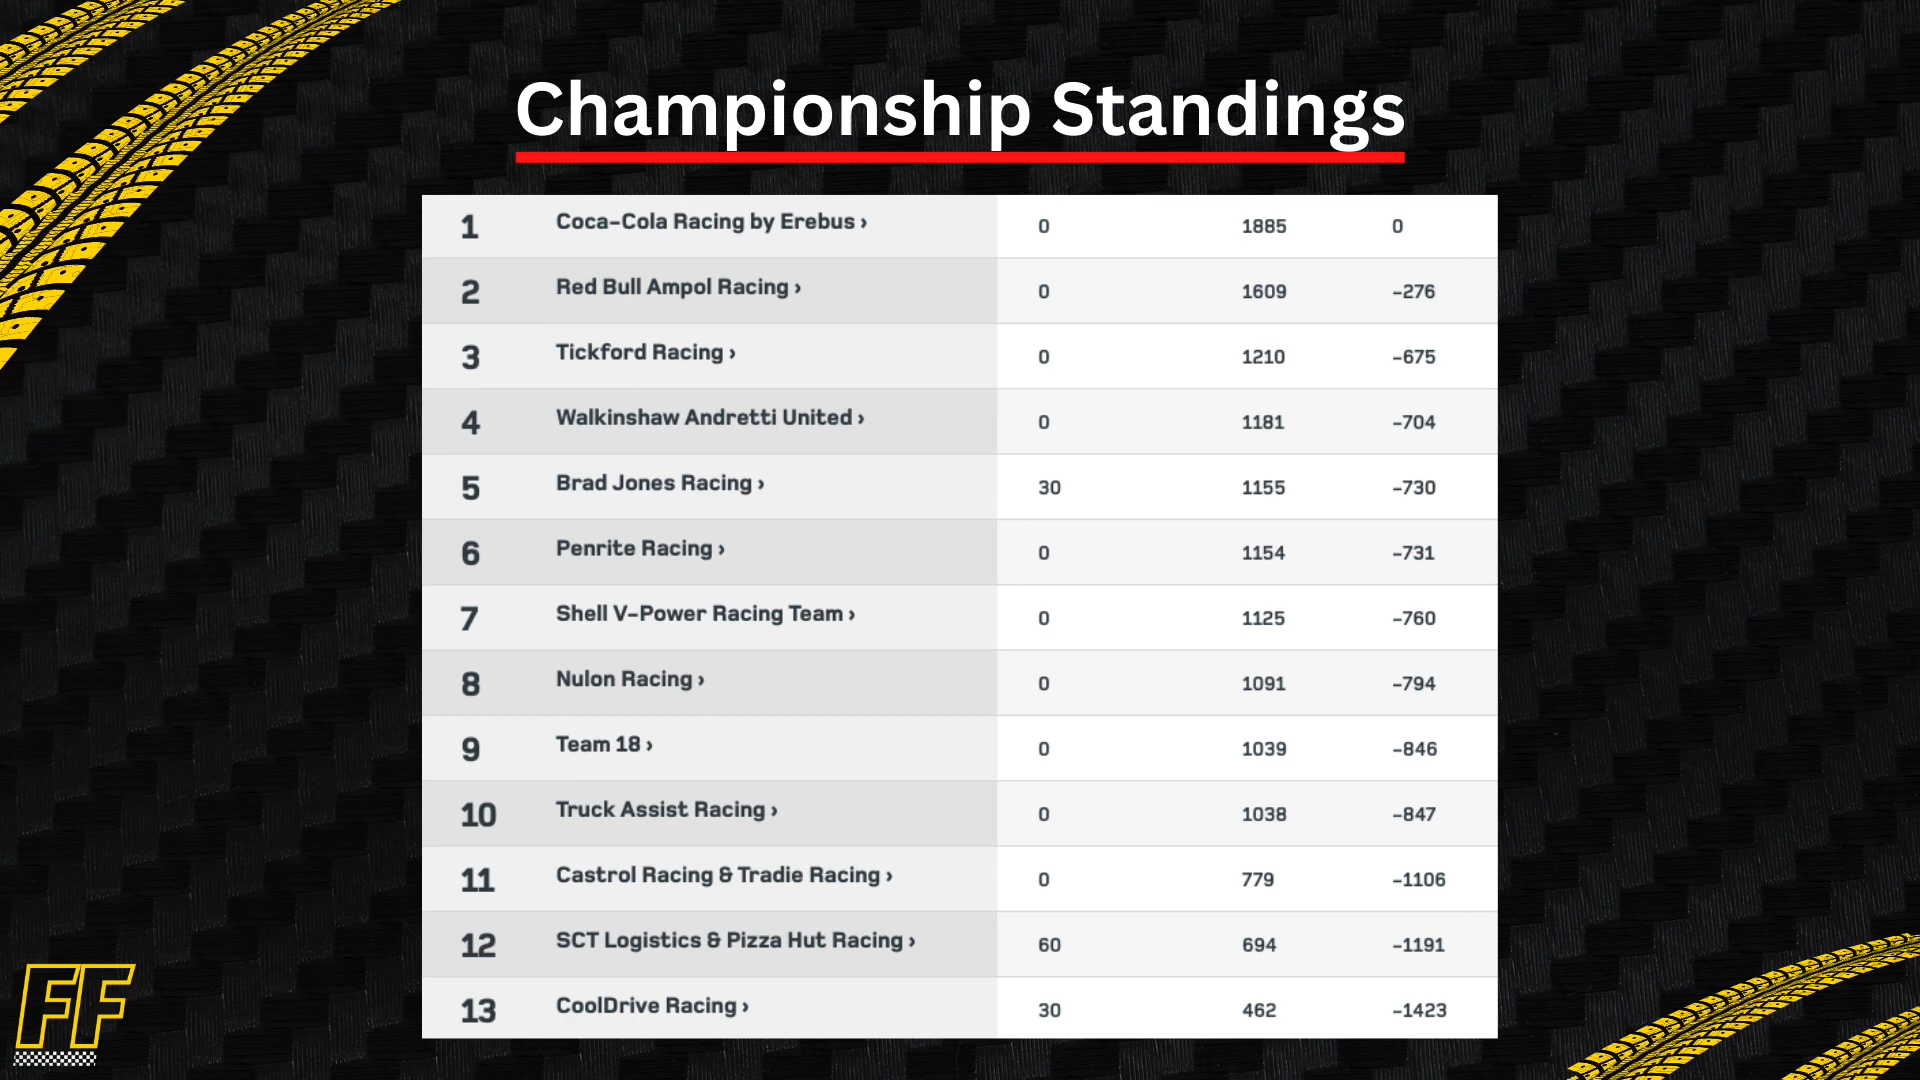 Championship Standings
1 Coca-Cola Racing by Erebus › 0 1885 0
2 Red Bull Ampol Racing › 0 1609 -276
3 Tickford Racing › 0 1210 -675
4 Walkinshaw Andretti United › 0 1181 -704
5 Brad Jones Racing › 30 1155 -730
6 Penrite Racing › 0 1154 -731
7 Shell V-Power Racing Team › 0 1125 -760
8 Nulon Racing › 0 1091 -794
9 Team 18 › 0 1039 -846
10 Truck Assist Racing › 0 1038 -847
11 Castrol Racing & Tradie Racing › 0 779 -1106
12 SCT Logistics & Pizza Hut Racing › 60 694 -1191
13 CoolDrive Racing › 30 462 -1423
FF